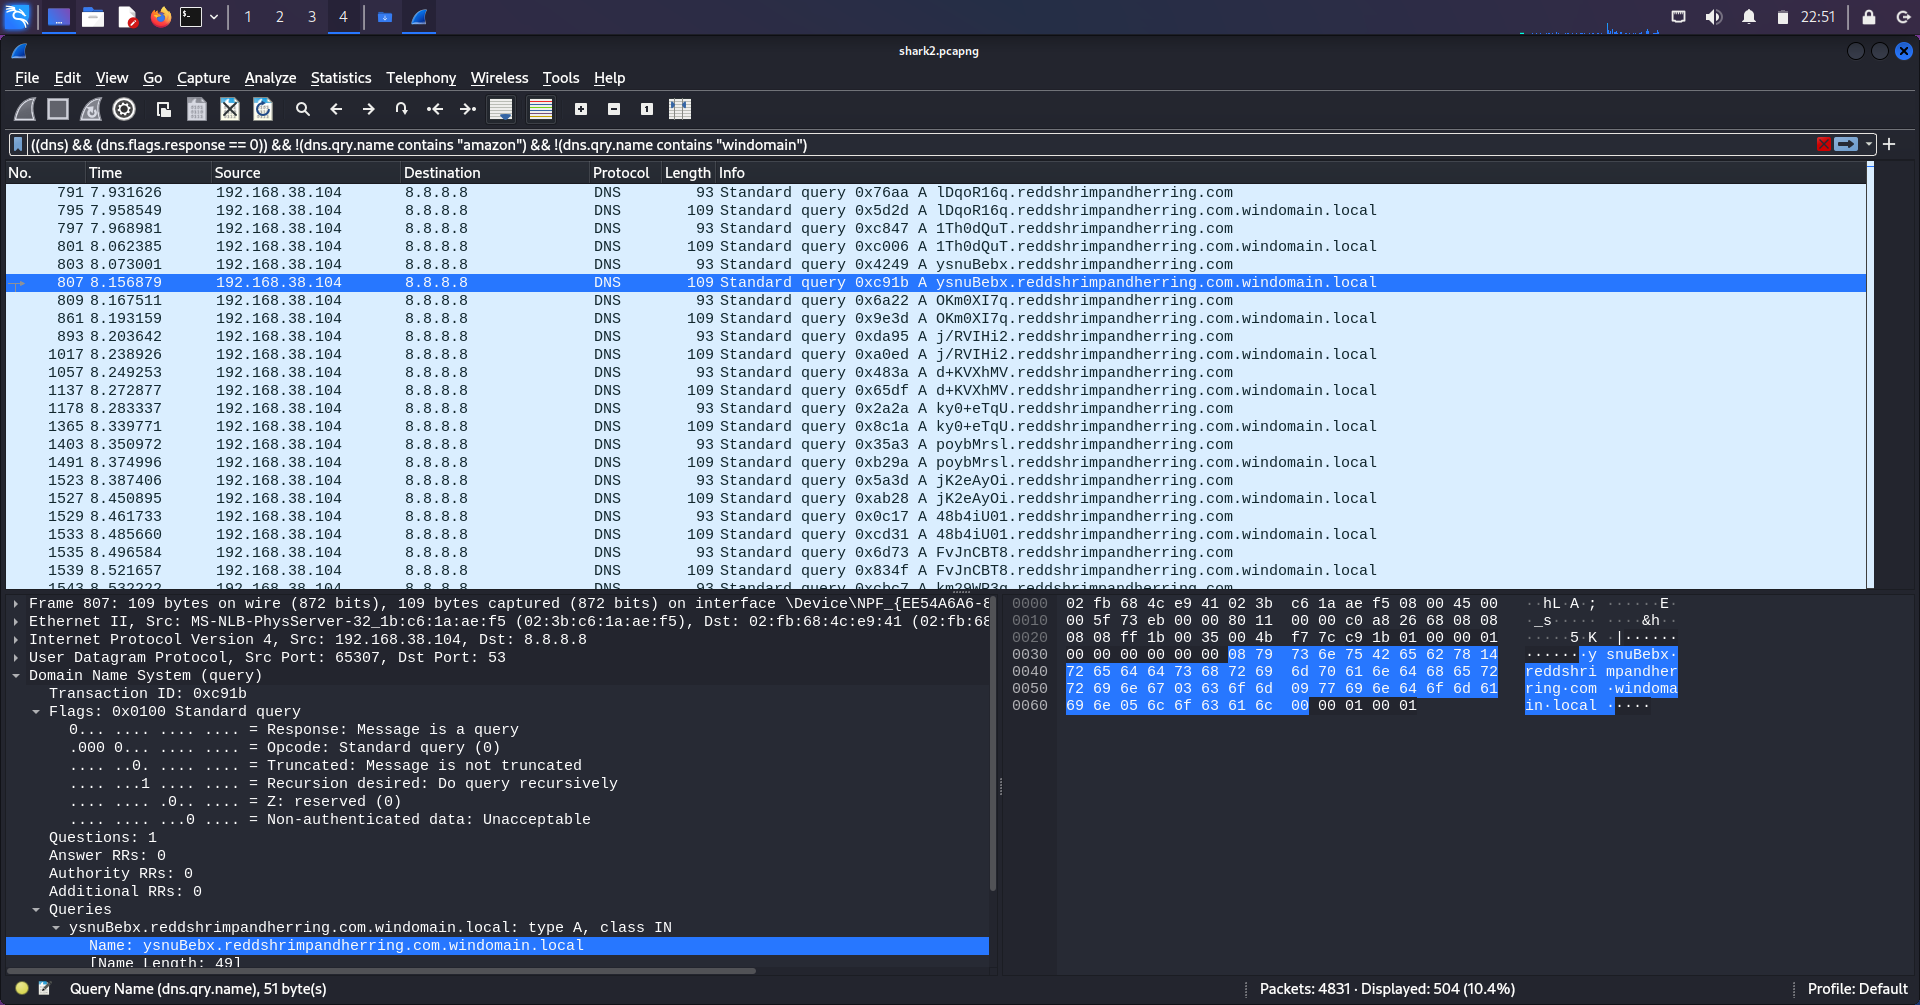 1 2 3 4 22:51
shark2.pcapng
File Edit View Go Capture Analyze Statistics Telephony Wireless Tools Help
((dns) && (dns.flags.response == 0)) && !(dns.qry.name contains "amazon") && !(dns.qry.name contains "windomain")
No. Time Source Destination Protocol Length Info
791 7.931626 192.168.38.104 8.8.8.8 DNS 93 Standard query 0x76aa A lDqoR16q.reddshrimpandherring.com
795 7.958549 192.168.38.104 8.8.8.8 DNS 109 Standard query 0x5d2d A lDqoR16q.reddshrimpandherring.com.windomain.local
797 7.968981 192.168.38.104 8.8.8.8 DNS 93 Standard query 0xc847 A 1Th0dQuT.reddshrimpandherring.com
801 8.062385 192.168.38.104 8.8.8.8 DNS 109 Standard query 0xc006 A 1Th0dQuT.reddshrimpandherring.com.windomain.local
803 8.073001 192.168.38.104 8.8.8.8 DNS 93 Standard query 0x4249 A ysnuBebx.reddshrimpandherring.com
807 8.156879 192.168.38.104 8.8.8.8 DNS 109 Standard query 0xc91b A ysnuBebx.reddshrimpandherring.com.windomain.local
809 8.167511 192.168.38.104 8.8.8.8 DNS 93 Standard query 0x6a22 A OKm0XI7q.reddshrimpandherring.com
861 8.193159 192.168.38.104 8.8.8.8 DNS 109 Standard query 0x9e3d A OKm0XI7q.reddshrimpandherring.com.windomain.local
893 8.203642 192.168.38.104 8.8.8.8 DNS 93 Standard query 0xda95 A j/RVIHi2.reddshrimpandherring.com
1017 8.238926 192.168.38.104 8.8.8.8 DNS 109 Standard query 0xa0ed A j/RVIHi2.reddshrimpandherring.com.windomain.local
1057 8.249253 192.168.38.104 8.8.8.8 DNS 93 Standard query 0x483a A d+KVXhMV.reddshrimpandherring.com
1137 8.272877 192.168.38.104 8.8.8.8 DNS 109 Standard query 0x65df A d+KVXhMV.reddshrimpandherring.com.windomain.local
1178 8.283337 192.168.38.104 8.8.8.8 DNS 93 Standard query 0x2a2a A ky0+eTqU.reddshrimpandherring.com
1365 8.339771 192.168.38.104 8.8.8.8 DNS 109 Standard query 0x8c1a A ky0+eTqU.reddshrimpandherring.com.windomain.local
1403 8.350972 192.168.38.104 8.8.8.8 DNS 93 Standard query 0x35a3 A poybMrsl.reddshrimpandherring.com
1491 8.374996 192.168.38.104 8.8.8.8 DNS 109 Standard query 0xb29a A poybMrsl.reddshrimpandherring.com.windomain.local
1523 8.387406 192.168.38.104 8.8.8.8 DNS 93 Standard query 0x5a3d A jK2eAyOi.reddshrimpandherring.com
1527 8.450895 192.168.38.104 8.8.8.8 DNS 109 Standard query 0xab28 A jK2eAyOi.reddshrimpandherring.com.windomain.local
1529 8.461733 192.168.38.104 8.8.8.8 DNS 93 Standard query 0x0c17 A 48b4iU01.reddshrimpandherring.com
1533 8.485660 192.168.38.104 8.8.8.8 DNS 109 Standard query 0xcd31 A 48b4iU01.reddshrimpandherring.com.windomain.local
1535 8.496584 192.168.38.104 8.8.8.8 DNS 93 Standard query 0x6d73 A FvJnCBT8.reddshrimpandherring.com
1539 8.521657 192.168.38.104 8.8.8.8 DNS 109 Standard query 0x834f A FvJnCBT8.reddshrimpandherring.com.windomain.local
1543 8.532222 192.168.38.104 8.8.8.8 DNS 93 Standard query 0xcbc7 A km29WP3q.reddshrimpandherring.com
Frame 807: 109 bytes on wire (872 bits), 109 bytes captured (872 bits) on interface \Device\NPF_{EE54A6A6-8
Ethernet II, Src: MS-NLB-PhysServer-32_1b:c6:1a:ae:f5 (02:3b:c6:1a:ae:f5), Dst: 02:fb:68:4c:e9:41 (02:fb:68
Internet Protocol Version 4, Src: 192.168.38.104, Dst: 8.8.8.8
User Datagram Protocol, Src Port: 65307, Dst Port: 53
Domain Name System (query)
Transaction ID: 0xc91b
Flags: 0x0100 Standard query
0... .... .... .... = Response: Message is a query
.000 0... .... .... = Opcode: Standard query (0)
.... ..0. .... .... = Truncated: Message is not truncated
.... ...1 .... .... = Recursion desired: Do query recursively
.... .... .0.. .... = Z: reserved (0)
.... .... ...0 .... = Non-authenticated data: Unacceptable
Questions: 1
Answer RRs: 0
Authority RRs: 0
Additional RRs: 0
Queries
ysnuBebx.reddshrimpandherring.com.windomain.local: type A, class IN
Name: ysnuBebx.reddshrimpandherring.com.windomain.local
[Name Length: 49]
0000 02 fb 68 4c e9 41 02 3b c6 1a ae f5 08 00 45 00 ··hL·A·; ······E·
0010 00 5f 73 eb 00 00 80 11 00 00 c0 a8 26 68 08 08 ·_s····· ····&h··
0020 08 08 ff 1b 00 35 00 4b f7 7c c9 1b 01 00 00 01 ·····5·K ·|······
0030 00 00 00 00 00 00 08 79 73 6e 75 42 65 62 78 14 ·······y snuBebx·
0040 72 65 64 64 73 68 72 69 6d 70 61 6e 64 68 65 72 reddshri mpandher
0050 72 69 6e 67 03 63 6f 6d 09 77 69 6e 64 6f 6d 61 ring·com ·windoma
0060 69 6e 05 6c 6f 63 61 6c 00 00 01 00 01 in·local ·····
Query Name (dns.qry.name), 51 byte(s)
Packets: 4831 · Displayed: 504 (10.4%)
Profile: Default